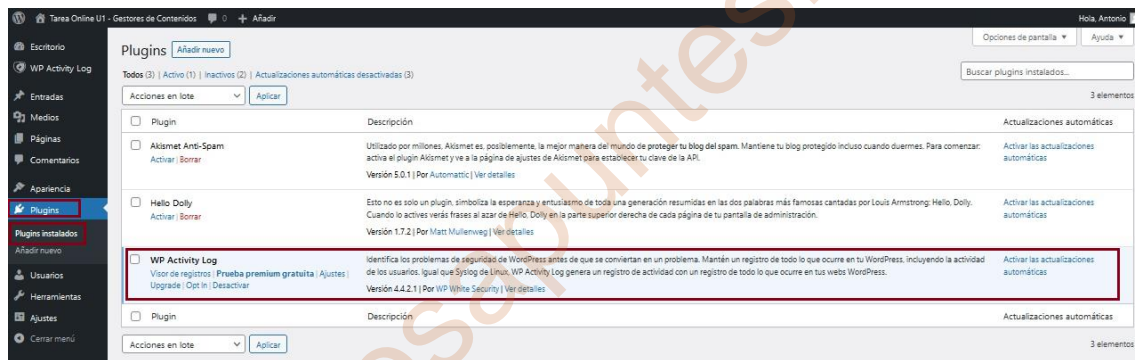 Tarea Online U1 - Gestores de Contenidos 0 + Añadir Hola, Antonio
Opciones de pantalla ▼ Ayuda ▼
Escritorio
WP Activity Log
Entradas
Medios
Páginas
Comentarios
Apariencia
Plugins
Plugins instalados
Añadir nuevo
Usuarios
Herramientas
Ajustes
Cerrar menú
Plugins Añadir nuevo
Todos (3) | Activo (1) | Inactivos (2) | Actualizaciones automáticas desactivadas (3)
Buscar plugins instalados...
Acciones en lote Aplicar 3 elementos
Plugin Descripción Actualizaciones automáticas
Akismet Anti-Spam
Activar | Borrar
Utilizado por millones, Akismet es, posiblemente, la mejor manera del mundo de proteger tu blog del spam. Mantiene tu blog protegido incluso cuando duermes. Para comenzar:
activa el plugin Akismet y ve a la página de ajustes de Akismet para establecer tu clave de la API.
Versión 5.0.1 | Por Automattic | Ver detalles
Activar las actualizaciones
automáticas
Hello Dolly
Activar | Borrar
Esto no es solo un plugin, simboliza la esperanza y entusiasmo de toda una generación resumidas en las dos palabras más famosas cantadas por Louis Armstrong: Hello, Dolly.
Cuando lo actives verás frases al azar de Hello, Dolly en la parte superior derecha de cada página de tu pantalla de administración.
Versión 1.7.2 | Por Matt Mullenweg | Ver detalles
Activar las actualizaciones
automáticas
WP Activity Log
Visor de registros | Prueba premium gratuita | Ajustes |
Upgrade | Opt In | Desactivar
Identifica los problemas de seguridad de WordPress antes de que se conviertan en un problema. Mantén un registro de todo lo que ocurre en tu WordPress, incluyendo la actividad
de los usuarios. Igual que Syslog de Linux, WP Activity Log genera un registro de actividad con un registro de todo lo que ocurre en tus webs WordPress.
Versión 4.4.2.1 | Por WP White Security | Ver detalles
Activar las actualizaciones
automáticas
Plugin Descripción Actualizaciones automáticas
Acciones en lote Aplicar 3 elementos